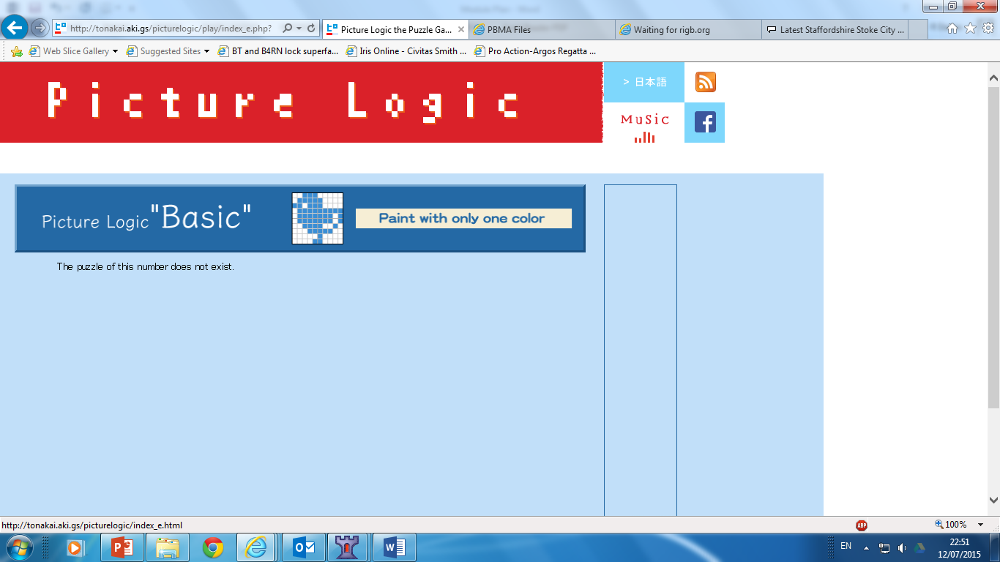 http://tonakai.aki.gs/picturelogic/play/index_e.php?
Picture Logic the Puzzle Ga...
PBMA Files
Waiting for rigb.org
Latest Staffordshire Stoke City ...
Web Slice Gallery
Suggested Sites
BT and B4RN lock superfa...
Iris Online - Civitas Smith ...
Pro Action-Argos Regatta ...
Picture Logic
> 日本語
MuSic
Picture Logic "Basic"
Paint with only one color
The puzzle of this number does not exist.
http://tonakai.aki.gs/picturelogic/index_e.html
ABP
100%
EN
22:51
12/07/2015